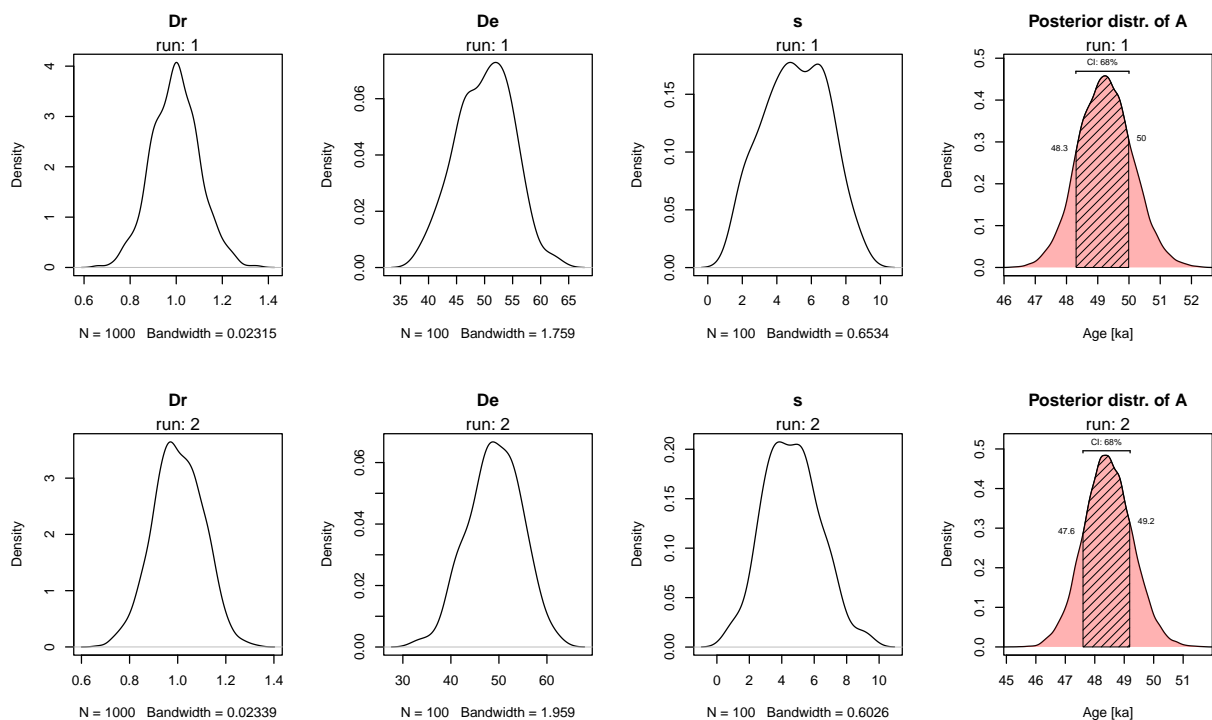 Dr
run: 1
Density
0
1
2
3
4
0.6
0.8
1.0
1.2
1.4
N = 1000 Bandwidth = 0.02315
De
run: 1
Density
0.00
0.02
0.04
0.06
35
40
45
50
55
60
65
N = 100 Bandwidth = 1.759
s
run: 1
Density
0.00
0.05
0.10
0.15
0
2
4
6
8
10
N = 100 Bandwidth = 0.6534
Posterior distr. of A
run: 1
CI: 68%
48.3
50
Density
0.0
0.1
0.2
0.3
0.4
0.5
46
47
48
49
50
51
52
Age [ka]
Dr
run: 2
Density
0
1
2
3
0.6
0.8
1.0
1.2
1.4
N = 1000 Bandwidth = 0.02339
De
run: 2
Density
0.00
0.02
0.04
0.06
30
40
50
60
N = 100 Bandwidth = 1.959
s
run: 2
Density
0.00
0.05
0.10
0.15
0.20
0
2
4
6
8
10
N = 100 Bandwidth = 0.6026
Posterior distr. of A
run: 2
CI: 68%
47.6
49.2
Density
0.0
0.1
0.2
0.3
0.4
0.5
45
46
47
48
49
50
51
Age [ka]